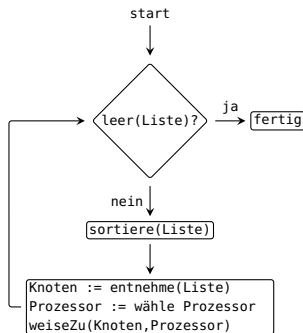 start
leer(Liste)?
ja
fertig
nein
sortiere(Liste)
Knoten := entnehme(Liste)
Prozessor := wähle Prozessor
weiseZu(Knoten,Prozessor)